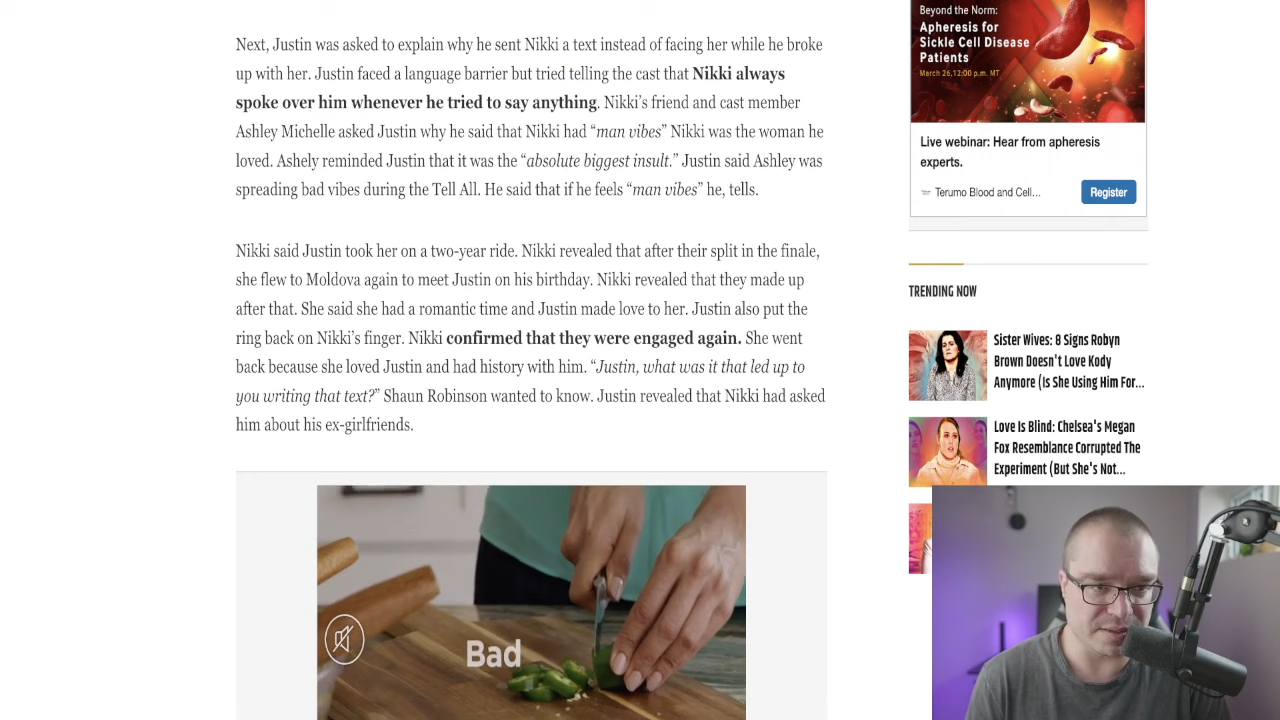 Next, Justin was asked to explain why he sent Nikki a text instead of facing her while he broke
up with her. Justin faced a language barrier but tried telling the cast that Nikki always
spoke over him whenever he tried to say anything. Nikki’s friend and cast member
Ashley Michelle asked Justin why he said that Nikki had “man vibes” Nikki was the woman he
loved. Ashely reminded Justin that it was the “absolute biggest insult.” Justin said Ashley was
spreading bad vibes during the Tell All. He said that if he feels “man vibes” he, tells.
Nikki said Justin took her on a two-year ride. Nikki revealed that after their split in the finale,
she flew to Moldova again to meet Justin on his birthday. Nikki revealed that they made up
after that. She said she had a romantic time and Justin made love to her. Justin also put the
ring back on Nikki’s finger. Nikki confirmed that they were engaged again. She went
back because she loved Justin and had history with him. “Justin, what was it that led up to
you writing that text?” Shaun Robinson wanted to know. Justin revealed that Nikki had asked
him about his ex-girlfriends.
Bad
Beyond the Norm:
Apheresis for
Sickle Cell Disease
Patients
March 26,12:00 p.m. MT
Live webinar: Hear from apheresis
experts.
Terumo Blood and Cell...
Register
TRENDING NOW
Sister Wives: 8 Signs Robyn
Brown Doesn't Love Kody
Anymore (Is She Using Him For...
Love Is Blind: Chelsea's Megan
Fox Resemblance Corrupted The
Experiment (But She's Not...